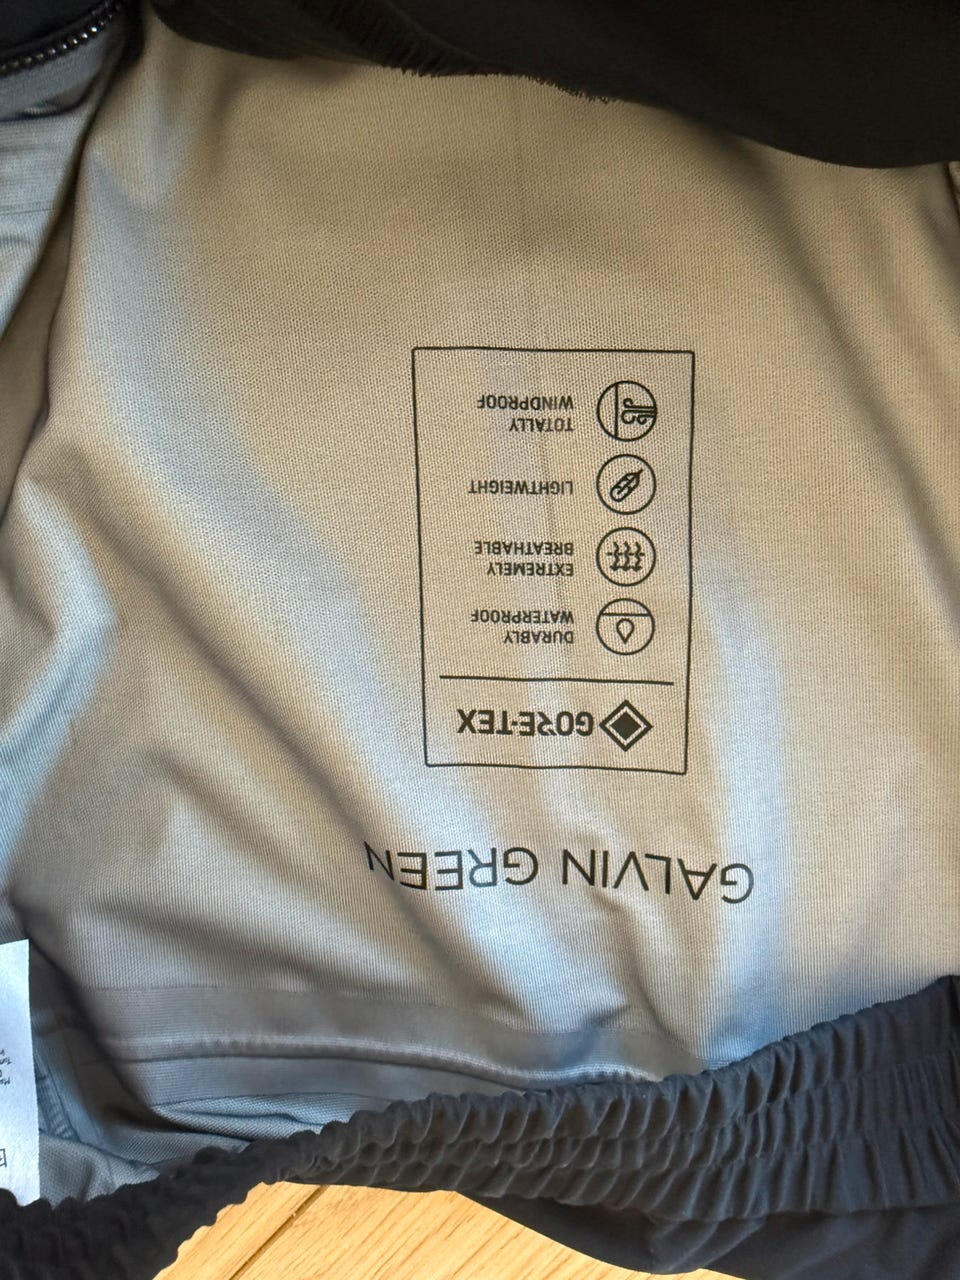 GALVIN GREEN
GORE-TEX
DURABLY
WATERPROOF
EXTREMELY
BREATHABLE
LIGHTWEIGHT
TOTALLY
WINDPROOF